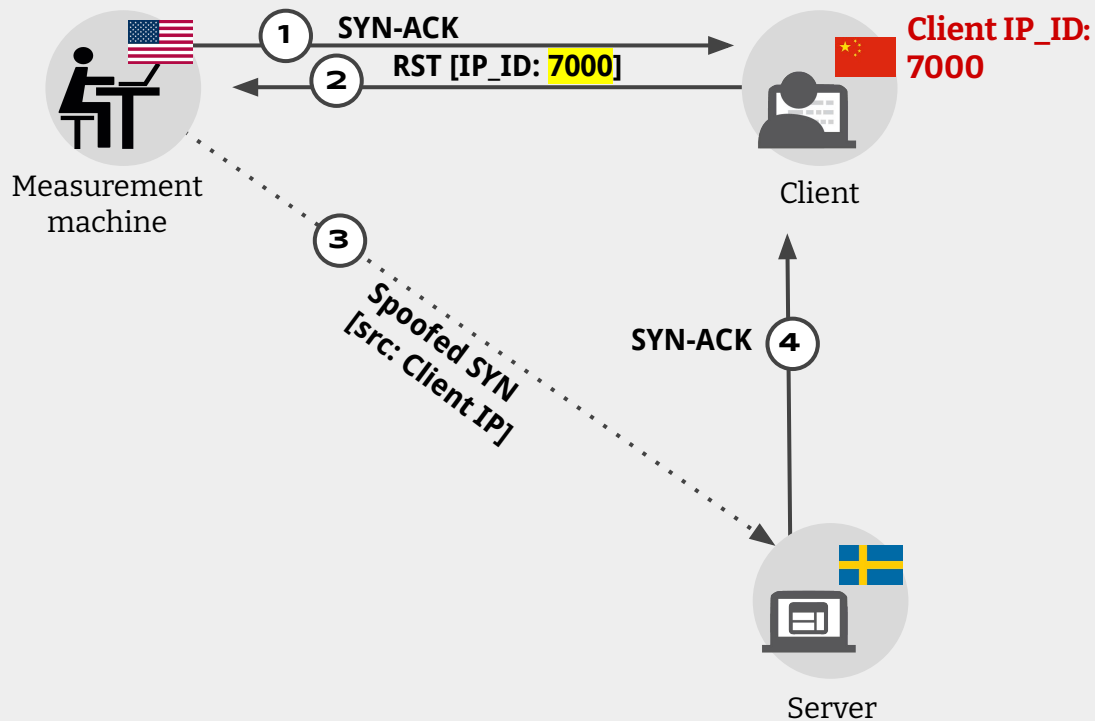 1
SYN-ACK
Client IP_ID:
7000
2
RST [IP_ID: 7000]
Measurement
machine
Client
3
Spoofed SYN
[src: Client IP]
SYN-ACK
4
Server